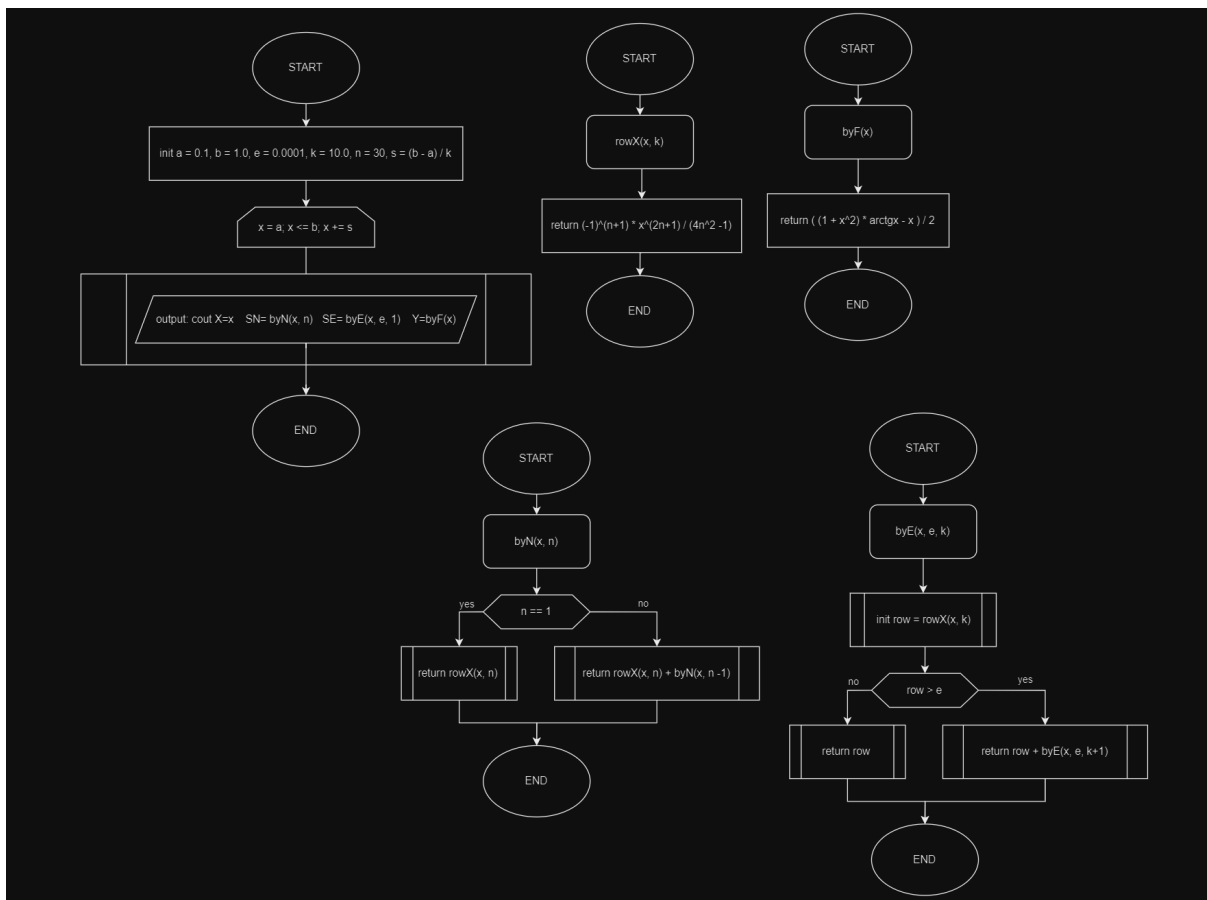 START
init a = 0.1, b = 1.0, e = 0.0001, k = 10.0, n = 30, s = (b - a) / k
x = a; x <= b; x += s
output: cout X=x SN= byN(x, n) SE= byE(x, e, 1) Y=byF(x)
END
START
rowX(x, k)
return (-1)^(n+1) * x^(2n+1) / (4n^2 -1)
END
START
byF(x)
return ( (1 + x^2) * arctgx - x ) / 2
END
START
byN(x, n)
n == 1
yes
no
return rowX(x, n)
return rowX(x, n) + byN(x, n -1)
END
START
byE(x, e, k)
init row = rowX(x, k)
row > e
no
yes
return row
return row + byE(x, e, k+1)
END